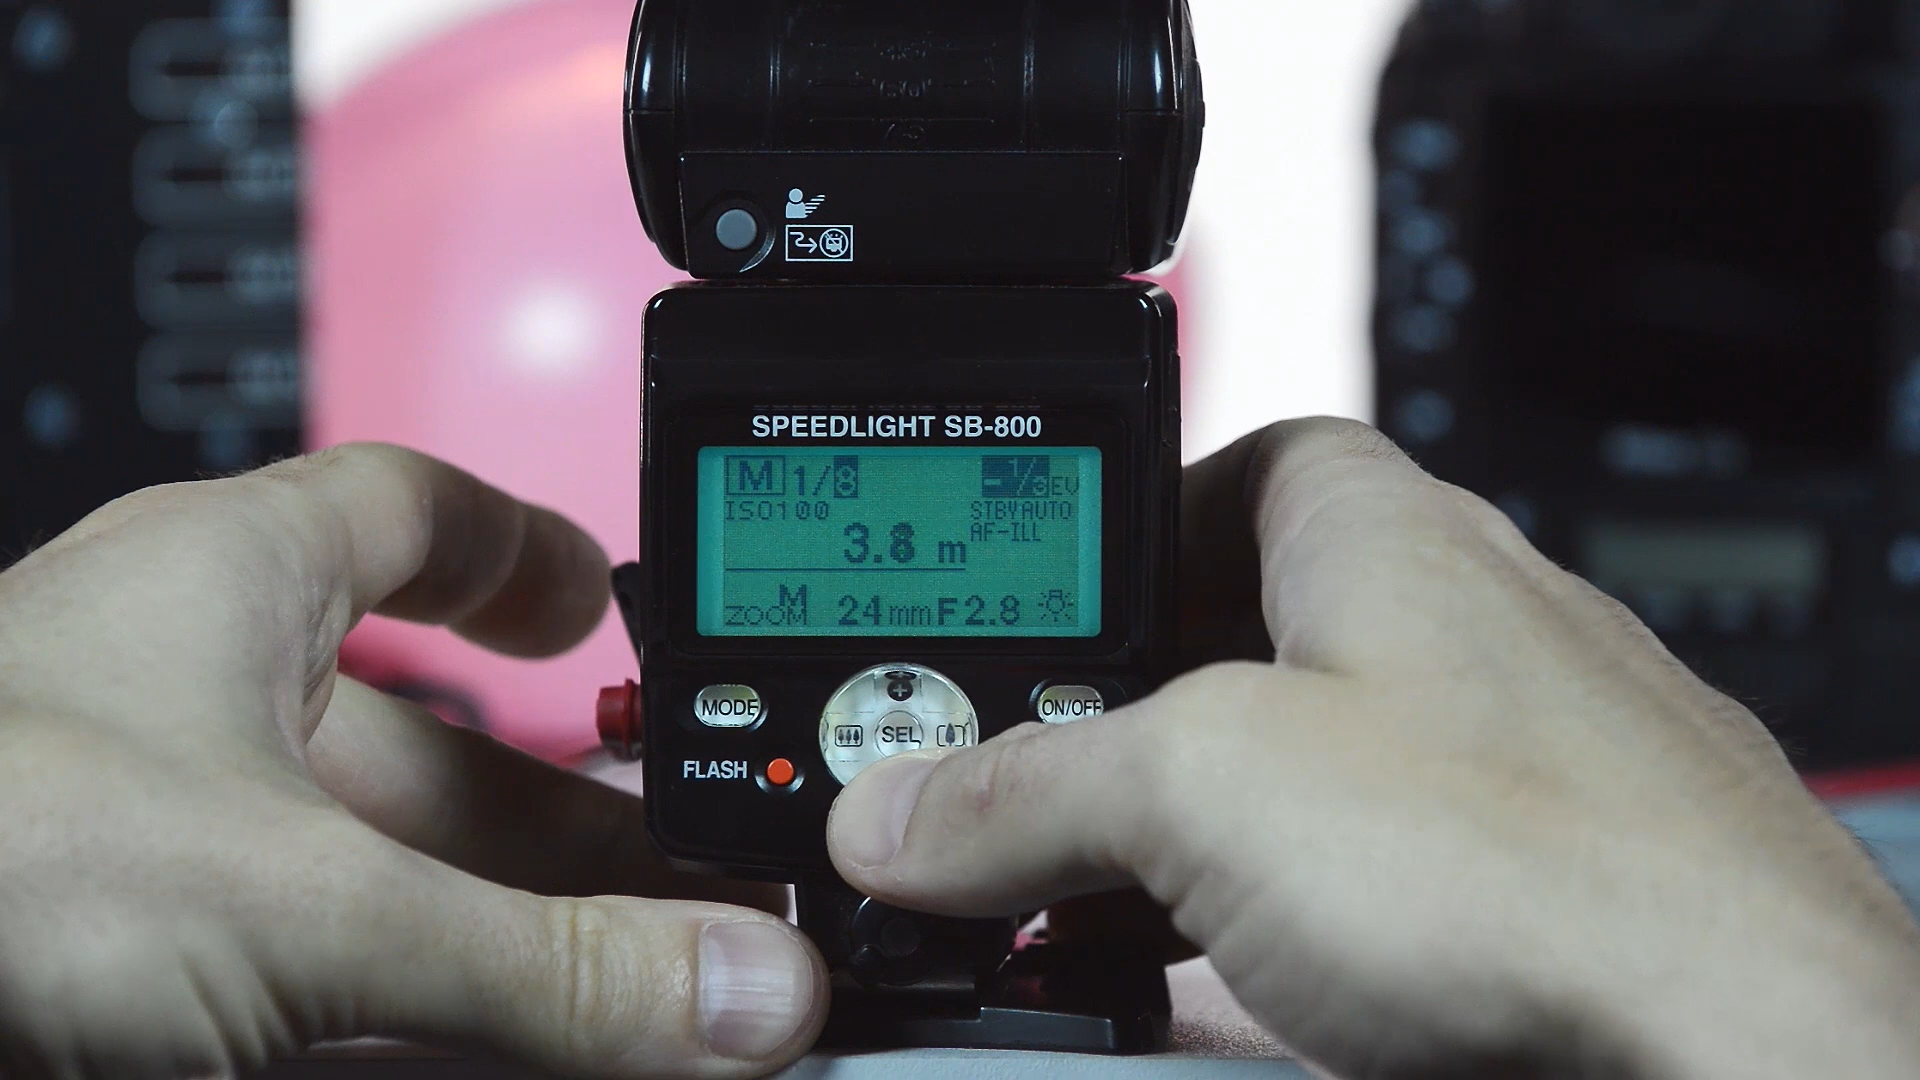 75
SPEEDLIGHT SB-800
M 1/8 -1/3EV
ISO100 STBY AUTO
AF-ILL
3.8 m
M
ZOOM 24mm F2.8
MODE ON/OFF
SEL
FLASH